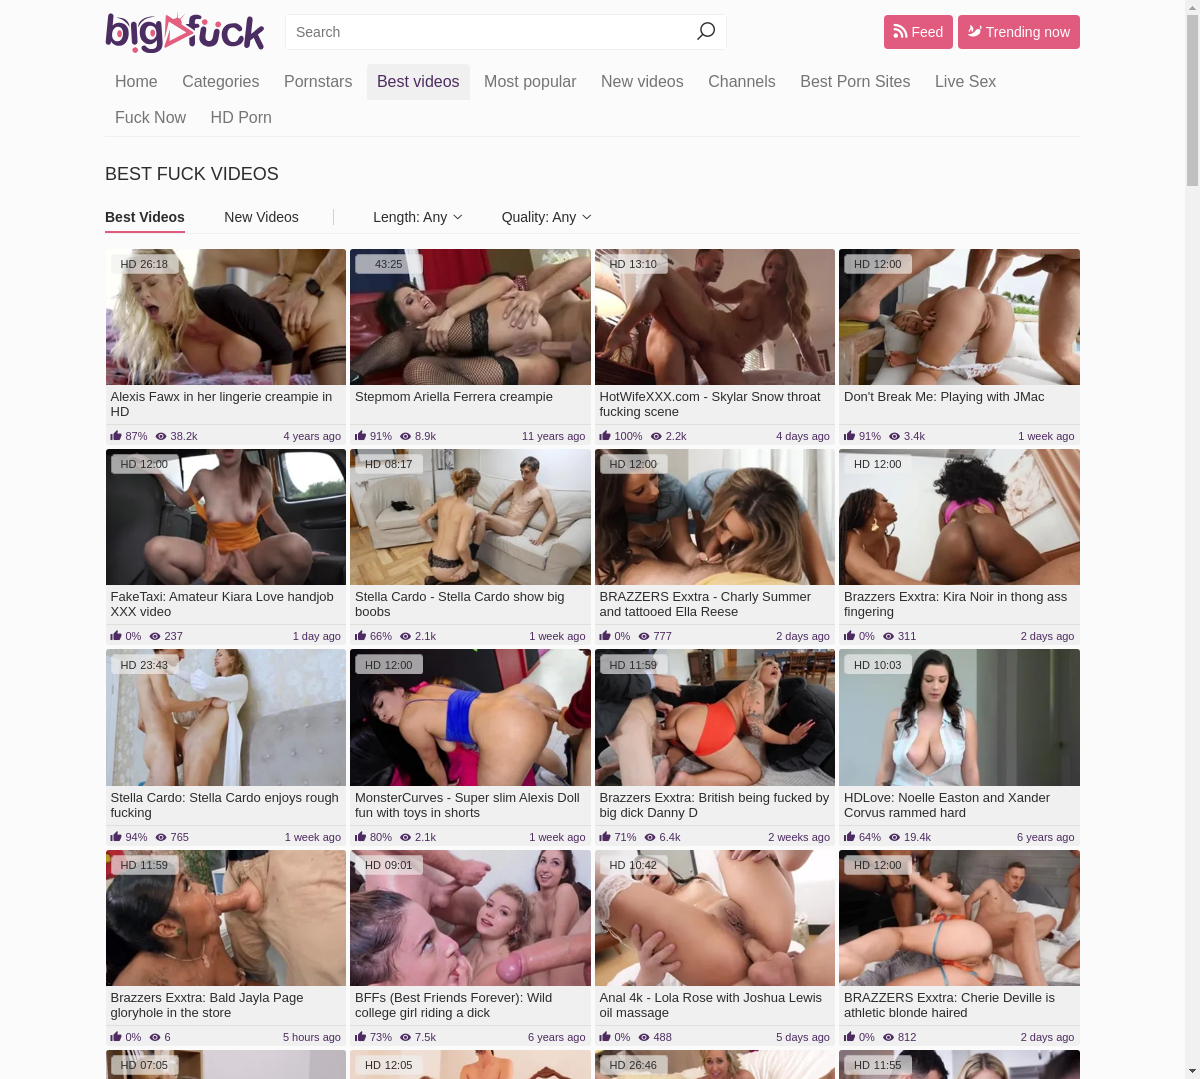 bigfuck
Search
Feed
Trending now
Home Categories Pornstars Best videos Most popular New videos Channels Best Porn Sites Live Sex
Fuck Now HD Porn
BEST FUCK VIDEOS
Best Videos New Videos Length: Any Quality: Any
HD 26:18
Alexis Fawx in her lingerie creampie in
HD
87% 38.2k 4 years ago
43:25
Stepmom Ariella Ferrera creampie
91% 8.9k 11 years ago
HD 13:10
HotWifeXXX.com - Skylar Snow throat
fucking scene
100% 2.2k 4 days ago
HD 12:00
Don't Break Me: Playing with JMac
91% 3.4k 1 week ago
HD 12:00
FakeTaxi: Amateur Kiara Love handjob
XXX video
0% 237 1 day ago
HD 08:17
Stella Cardo - Stella Cardo show big
boobs
66% 2.1k 1 week ago
HD 12:00
BRAZZERS Exxtra - Charly Summer
and tattooed Ella Reese
0% 777 2 days ago
HD 12:00
Brazzers Exxtra: Kira Noir in thong ass
fingering
0% 311 2 days ago
HD 23:43
Stella Cardo: Stella Cardo enjoys rough
fucking
94% 765 1 week ago
HD 12:00
MonsterCurves - Super slim Alexis Doll
fun with toys in shorts
80% 2.1k 1 week ago
HD 11:59
Brazzers Exxtra: British being fucked by
big dick Danny D
71% 6.4k 2 weeks ago
HD 10:03
HDLove: Noelle Easton and Xander
Corvus rammed hard
64% 19.4k 6 years ago
HD 11:59
Brazzers Exxtra: Bald Jayla Page
gloryhole in the store
0% 6 5 hours ago
HD 09:01
BFFs (Best Friends Forever): Wild
college girl riding a dick
73% 7.5k 6 years ago
HD 10:42
Anal 4k - Lola Rose with Joshua Lewis
oil massage
0% 488 5 days ago
HD 12:00
BRAZZERS Exxtra: Cherie Deville is
athletic blonde haired
0% 812 2 days ago
HD 07:05
HD 12:05
HD 26:46
HD 11:55